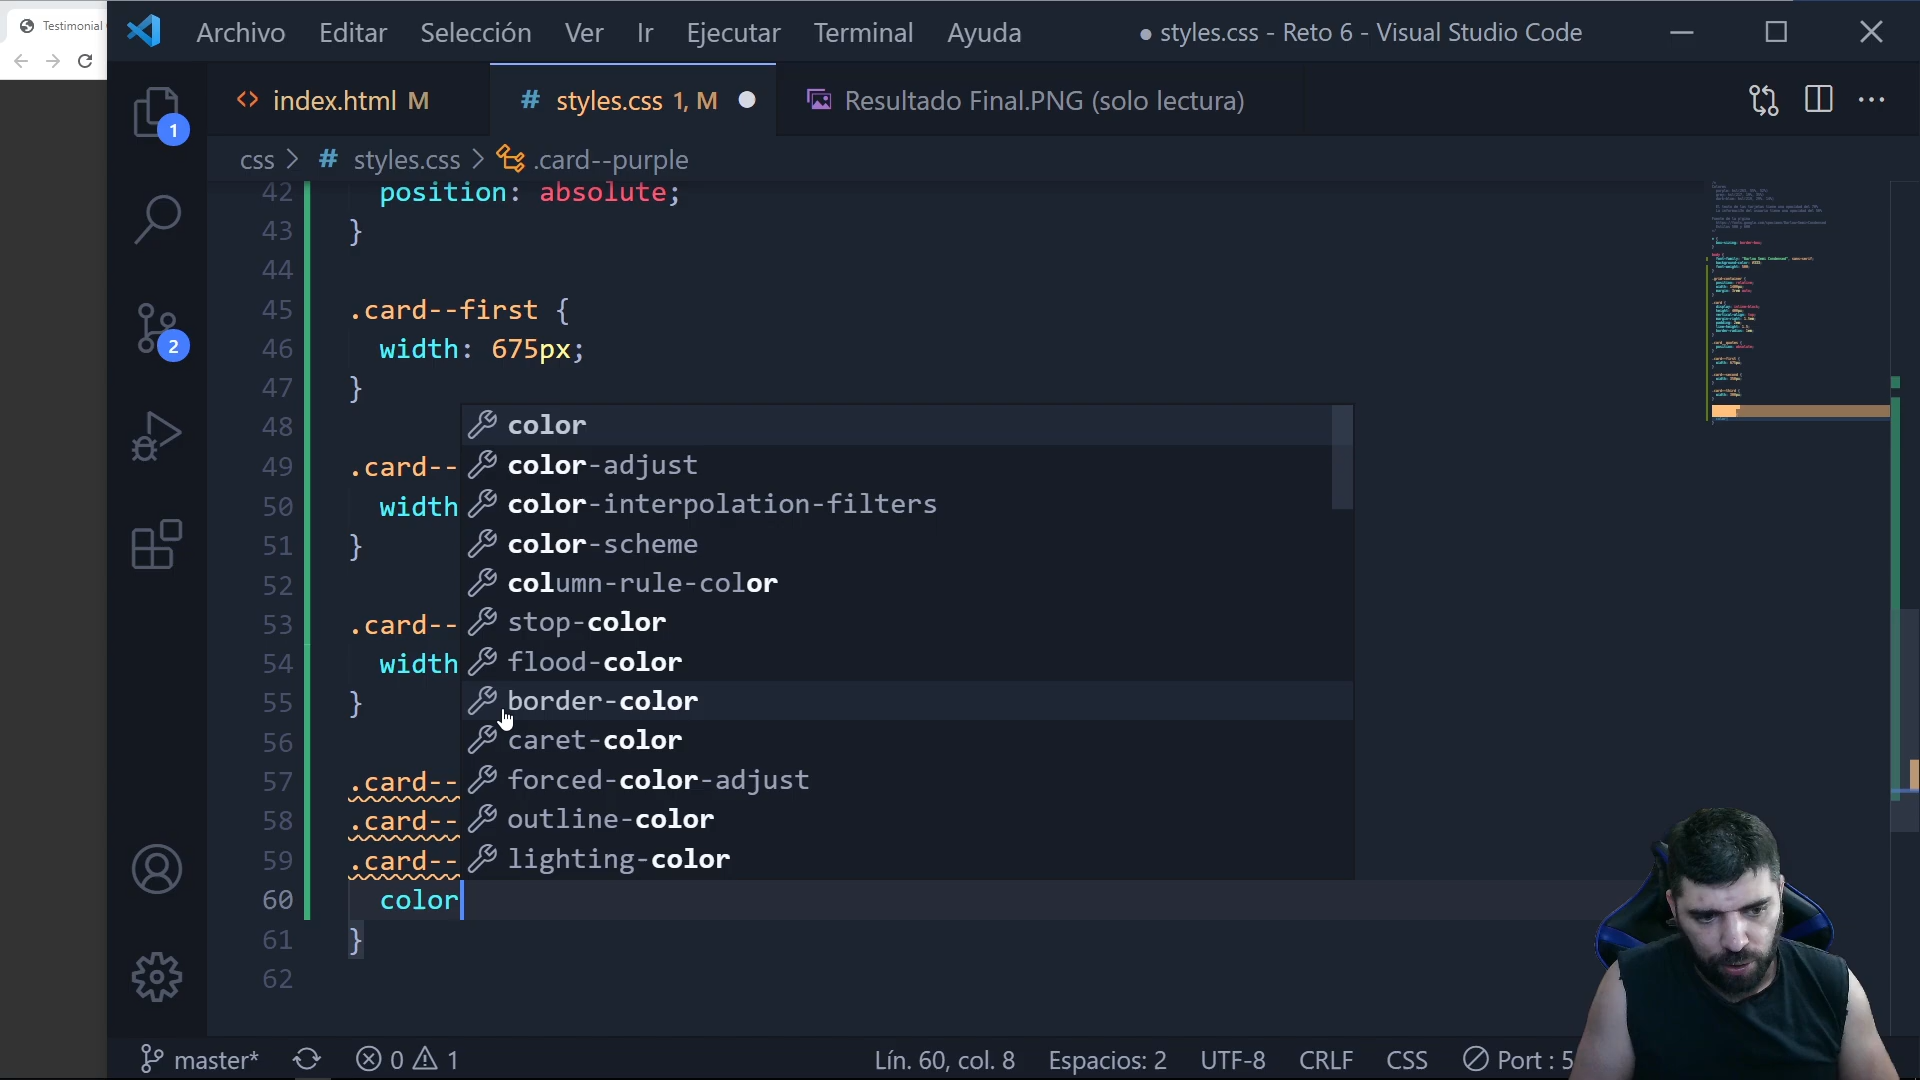 Testimonial
Archivo Editar Selección Ver Ir Ejecutar Terminal Ayuda
● styles.css - Reto 6 - Visual Studio Code
<> index.html M
# styles.css 1, M ●
Resultado Final.PNG (solo lectura)
css > # styles.css > .card--purple
42 position: absolute;
43 }
44
45 .card--first {
46 width: 675px;
47 }
48
49 .card--
50 width
51 }
52
53 .card--
54 width
55 }
56
57 .card--
58 .card--
59 .card--
60 color
61 }
62
color
color-adjust
color-interpolation-filters
color-scheme
column-rule-color
stop-color
flood-color
border-color
caret-color
forced-color-adjust
outline-color
lighting-color
1
2
master* 0 1
Lín. 60, col. 8 Espacios: 2 UTF-8 CRLF CSS Port : 5